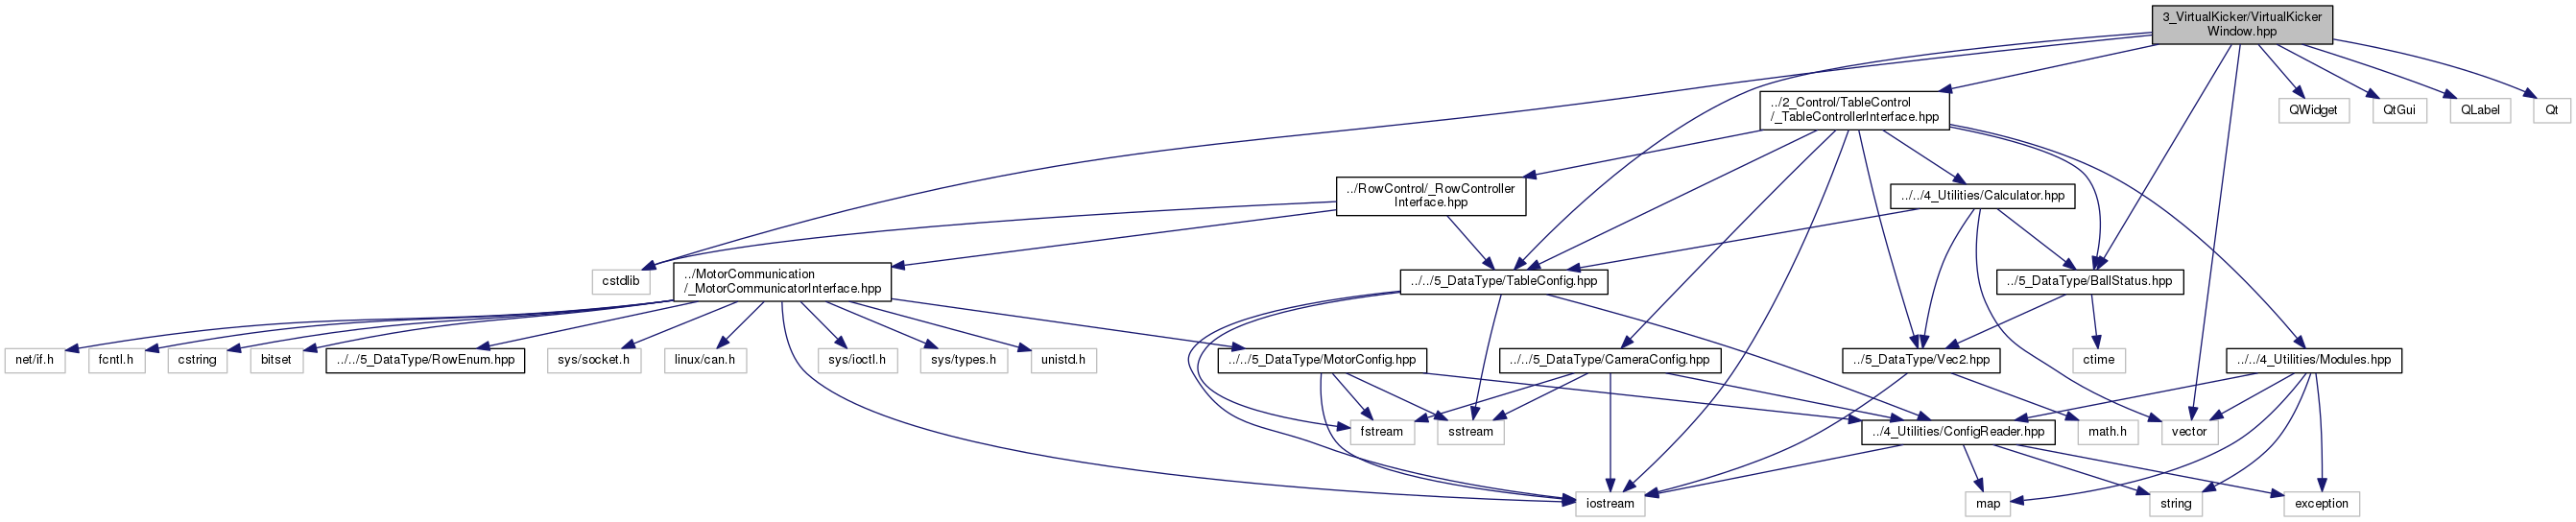 3_VirtualKicker/VirtualKicker
Window.hpp
../2_Control/TableControl
/_TableControllerInterface.hpp
QWidget
QtGui
QLabel
Qt
../RowControl/_RowController
Interface.hpp
../../4_Utilities/Calculator.hpp
cstdlib
../MotorCommunication
/_MotorCommunicatorInterface.hpp
../../5_DataType/TableConfig.hpp
../5_DataType/BallStatus.hpp
net/if.h
fcntl.h
cstring
bitset
../../5_DataType/RowEnum.hpp
sys/socket.h
linux/can.h
sys/ioctl.h
sys/types.h
unistd.h
../../5_DataType/MotorConfig.hpp
../../5_DataType/CameraConfig.hpp
../5_DataType/Vec2.hpp
ctime
../../4_Utilities/Modules.hpp
fstream
sstream
../4_Utilities/ConfigReader.hpp
math.h
vector
iostream
map
string
exception